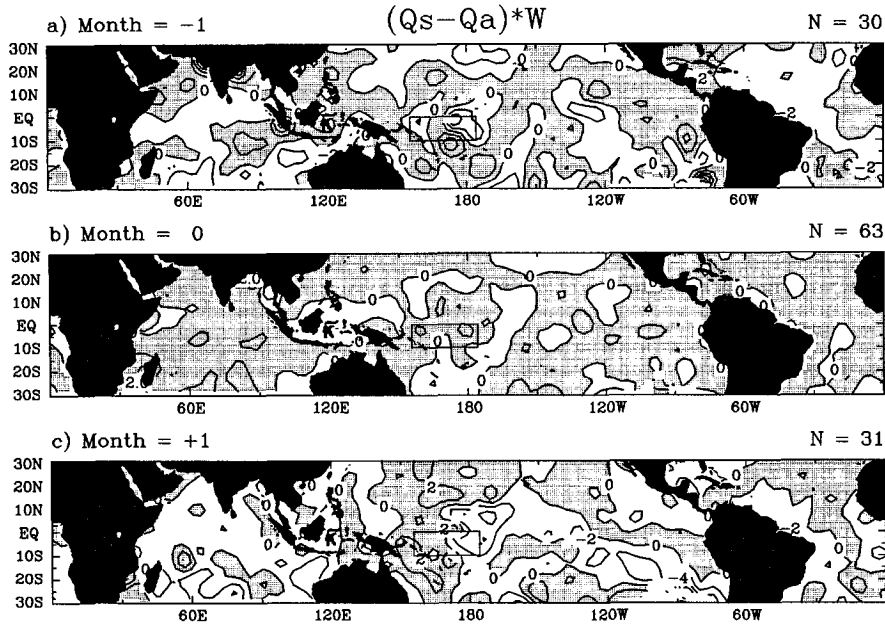 a) Month = −1 (Qs−Qa)*W N = 30
30N
20N
10N
EQ
10S
20S
30S
60E 120E 180 120W 60W
b) Month = 0 N = 63
30N
20N
10N
EQ
10S
20S
30S
60E 120E 180 120W 60W
c) Month = +1 N = 31
30N
20N
10N
EQ
10S
20S
30S
60E 120E 180 120W 60W